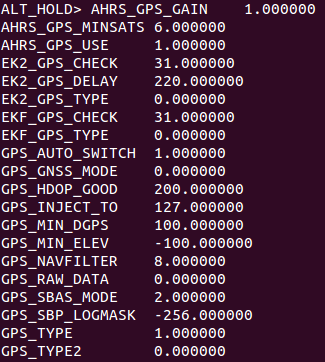 ALT_HOLD> AHRS_GPS_GAIN    1.000000
AHRS_GPS_MINSATS 6.000000
AHRS_GPS_USE     1.000000
EK2_GPS_CHECK    31.000000
EK2_GPS_DELAY    220.000000
EK2_GPS_TYPE     0.000000
EKF_GPS_CHECK    31.000000
EKF_GPS_TYPE     0.000000
GPS_AUTO_SWITCH  1.000000
GPS_GNSS_MODE    0.000000
GPS_HDOP_GOOD    200.000000
GPS_INJECT_TO    127.000000
GPS_MIN_DGPS     100.000000
GPS_MIN_ELEV     -100.000000
GPS_NAVFILTER    8.000000
GPS_RAW_DATA     0.000000
GPS_SBAS_MODE    2.000000
GPS_SBP_LOGMASK  -256.000000
GPS_TYPE         1.000000
GPS_TYPE2        0.000000